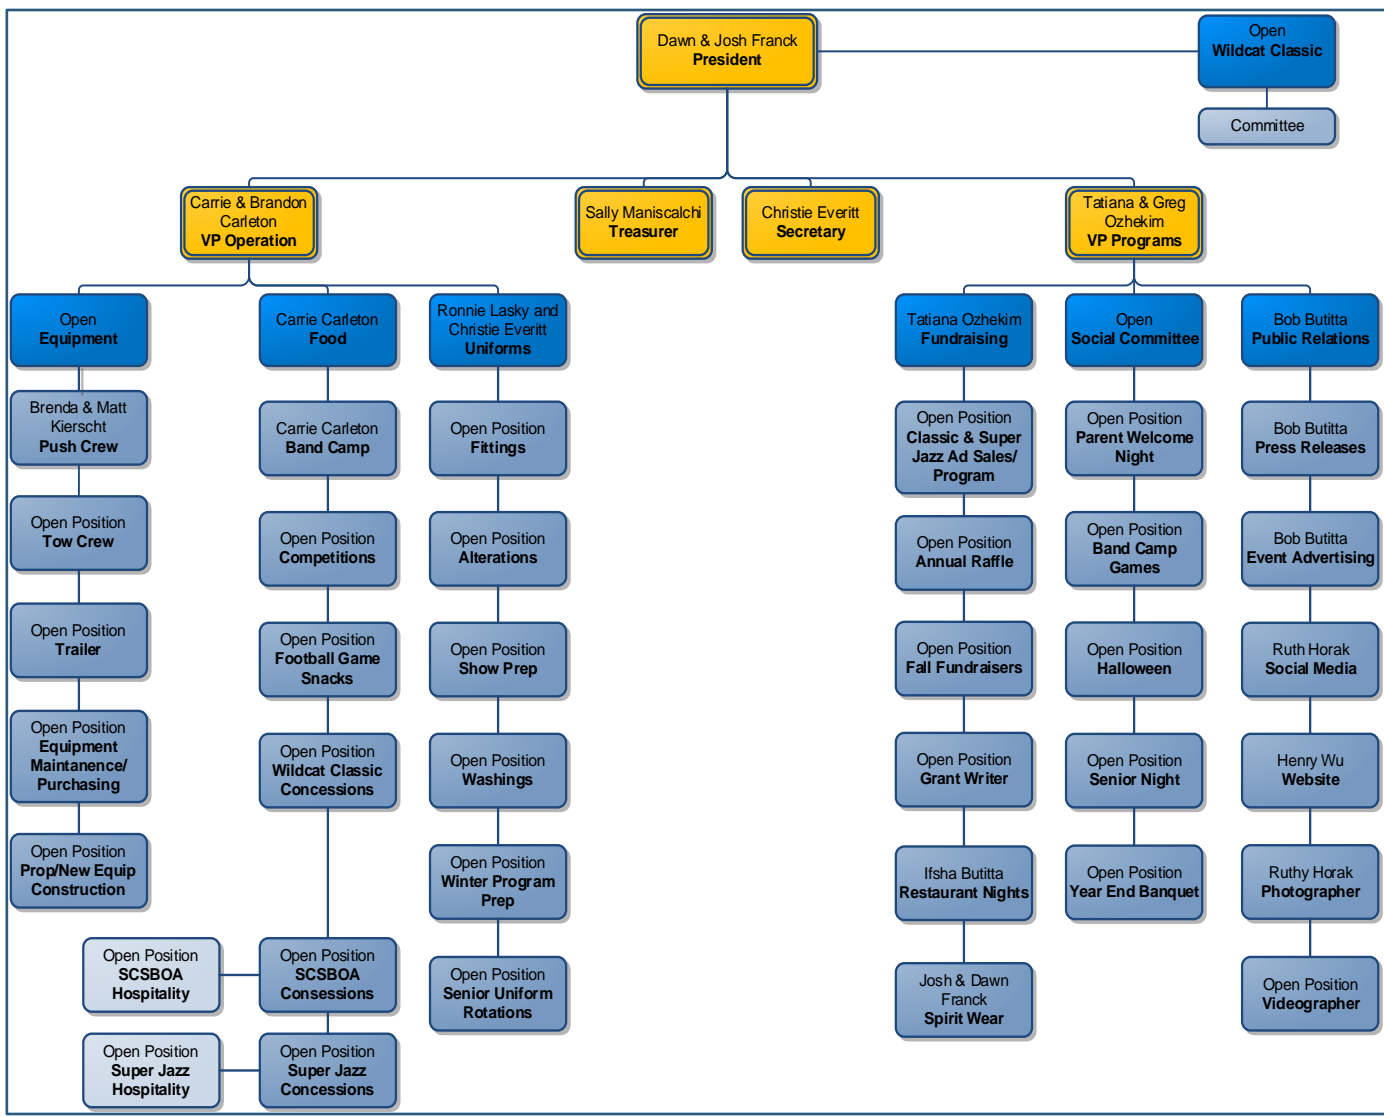 Dawn & Josh Franck
President
Open
Wildcat Classic
Committee
Carrie & Brandon
Carleton
VP Operation
Sally Maniscalchi
Treasurer
Christie Everitt
Secretary
Tatiana & Greg
Ozhekim
VP Programs
Open
Equipment
Brenda & Matt
Kierscht
Push Crew
Open Position
Tow Crew
Open Position
Trailer
Open Position
Equipment
Maintanence/
Purchasing
Open Position
Prop/New Equip
Construction
Carrie Carleton
Food
Carrie Carleton
Band Camp
Open Position
Competitions
Open Position
Football Game
Snacks
Open Position
Wildcat Classic
Concessions
Open Position
SCSBOA
Hospitality
Open Position
SCSBOA
Consessions
Open Position
Super Jazz
Hospitality
Open Position
Super Jazz
Concessions
Ronnie Lasky and
Christie Everitt
Uniforms
Open Position
Fittings
Open Position
Alterations
Open Position
Show Prep
Open Position
Washings
Open Position
Winter Program
Prep
Open Position
Senior Uniform
Rotations
Tatiana Ozhekim
Fundraising
Open Position
Classic & Super
Jazz Ad Sales/
Program
Open Position
Annual Raffle
Open Position
Fall Fundraisers
Open Position
Grant Writer
Ifsha Butitta
Restaurant Nights
Josh & Dawn
Franck
Spirit Wear
Open
Social Committee
Open Position
Parent Welcome
Night
Open Position
Band Camp
Games
Open Position
Halloween
Open Position
Senior Night
Open Position
Year End Banquet
Bob Butitta
Public Relations
Bob Butitta
Press Releases
Bob Butitta
Event Advertising
Ruth Horak
Social Media
Henry Wu
Website
Ruthy Horak
Photographer
Open Position
Videographer